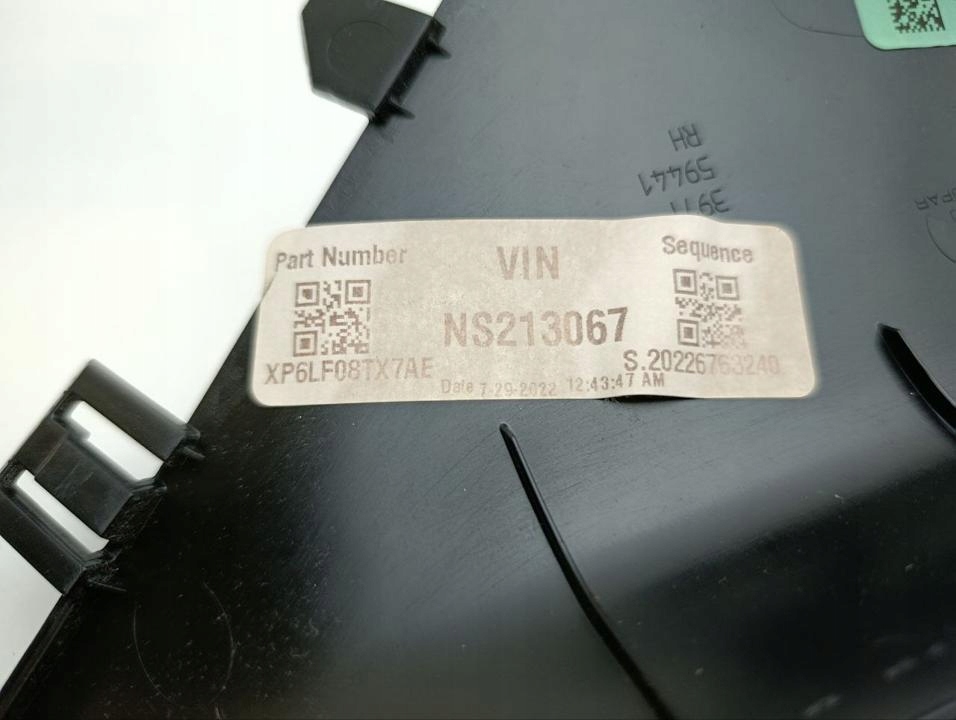 RH
59441
Part Number
VIN
Sequence
NS213067
XP6LF08TX7AE
S.20226763240
Date 7-29-2022 12:43:47 AM